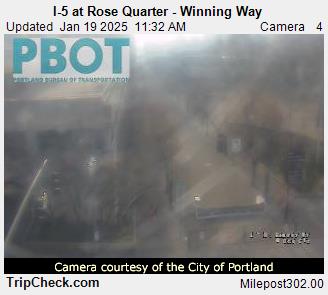 I-5 at Rose Quarter - Winning Way
Updated Jan 19 2025 11:32 AM Camera 4
PBOT
PORTLAND BUREAU OF TRANSPORTATION
Camera courtesy of the City of Portland
TripCheck.com Milepost302.00